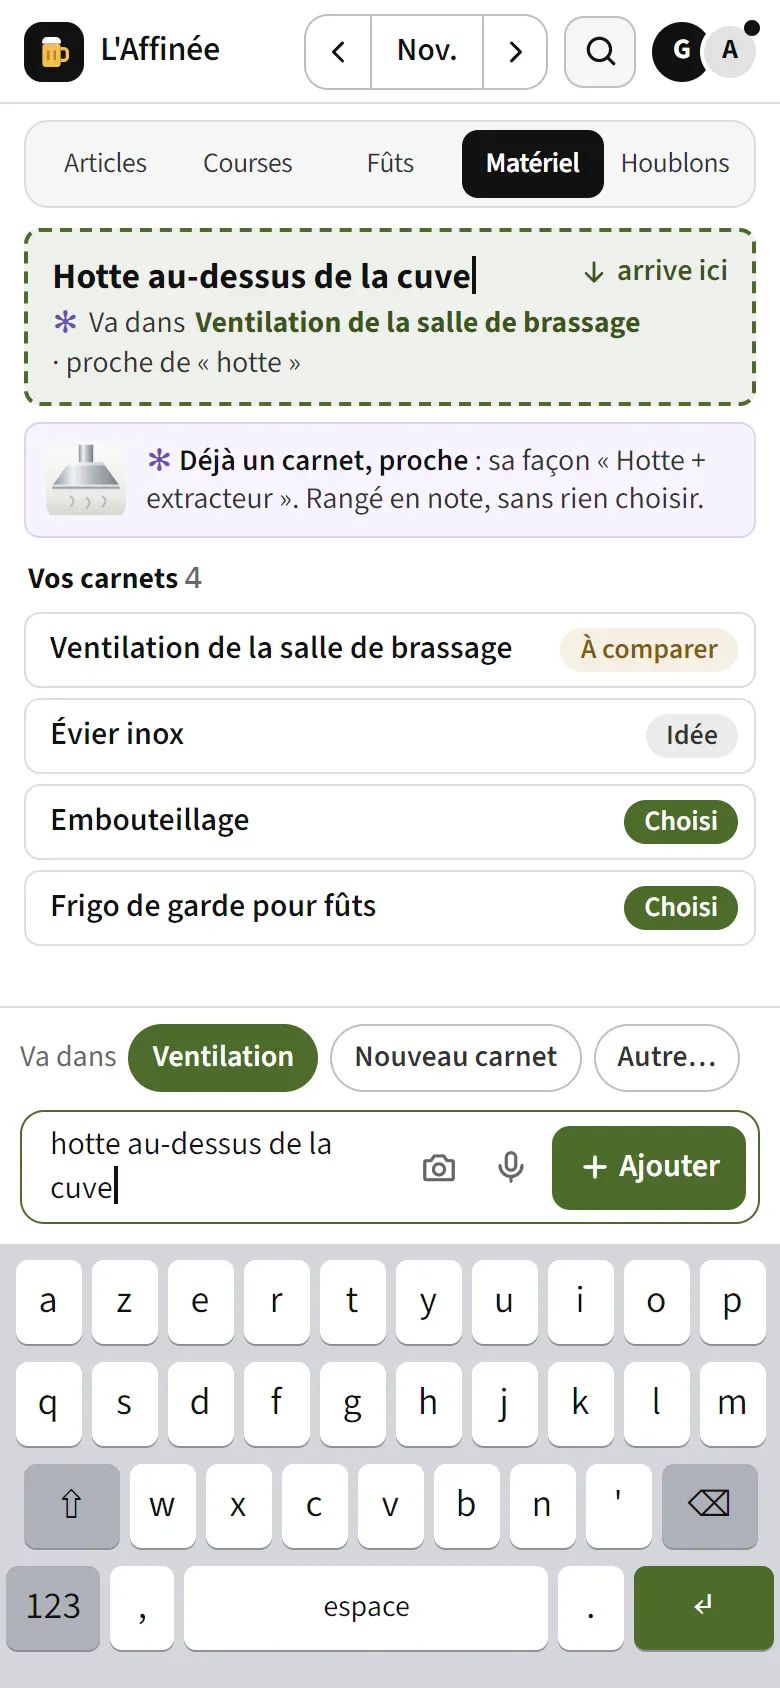 L'Affinée
Nov.
G
A
Articles
Courses
Fûts
Matériel
Houblons
Hotte au-dessus de la cuve
↓ arrive ici
✻ Va dans Ventilation de la salle de brassage
· proche de « hotte »
✻ Déjà un carnet, proche : sa façon « Hotte +
extracteur ». Rangé en note, sans rien choisir.
Vos carnets 4
Ventilation de la salle de brassage
À comparer
Évier inox
Idée
Embouteillage
Choisi
Frigo de garde pour fûts
Choisi
Va dans
Ventilation
Nouveau carnet
Autre…
hotte au-dessus de la
cuve
+ Ajouter
a z e r t y u i o p
q s d f g h j k l m
⇧ w x c v b n ' ⌫
123 , espace . ↵